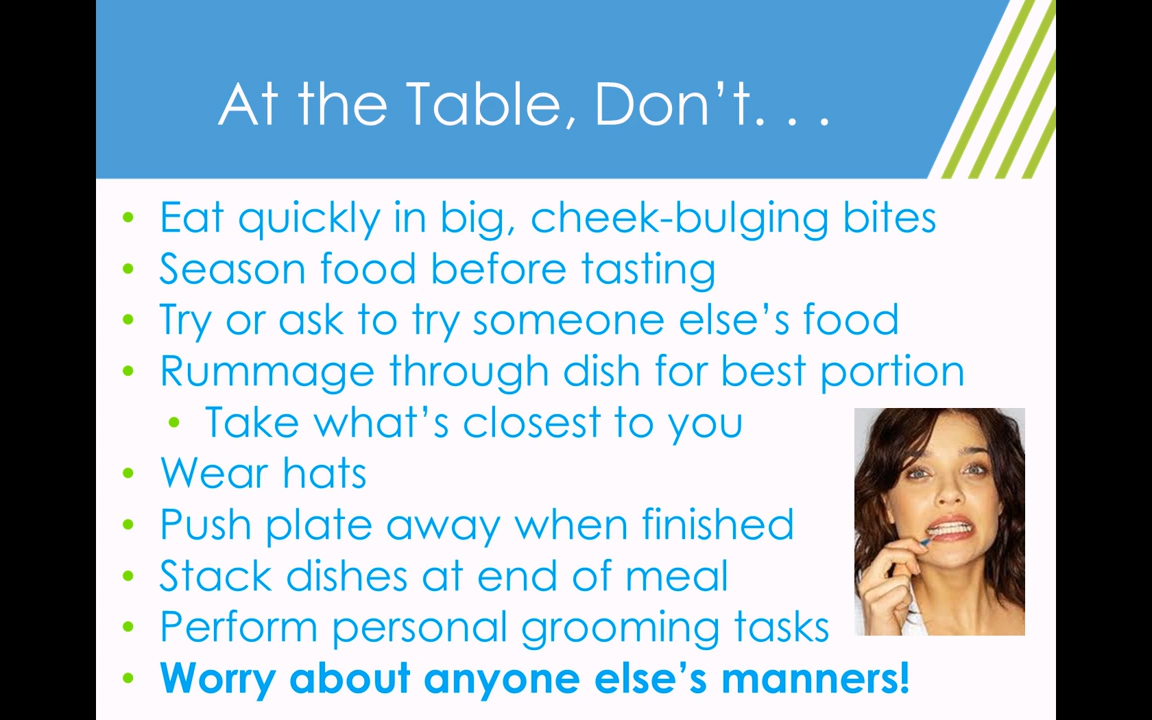 At the Table, Don’t. . .
• Eat quickly in big, cheek-bulging bites
• Season food before tasting
• Try or ask to try someone else’s food
• Rummage through dish for best portion
• Take what’s closest to you
• Wear hats
• Push plate away when finished
• Stack dishes at end of meal
• Perform personal grooming tasks
• Worry about anyone else’s manners!